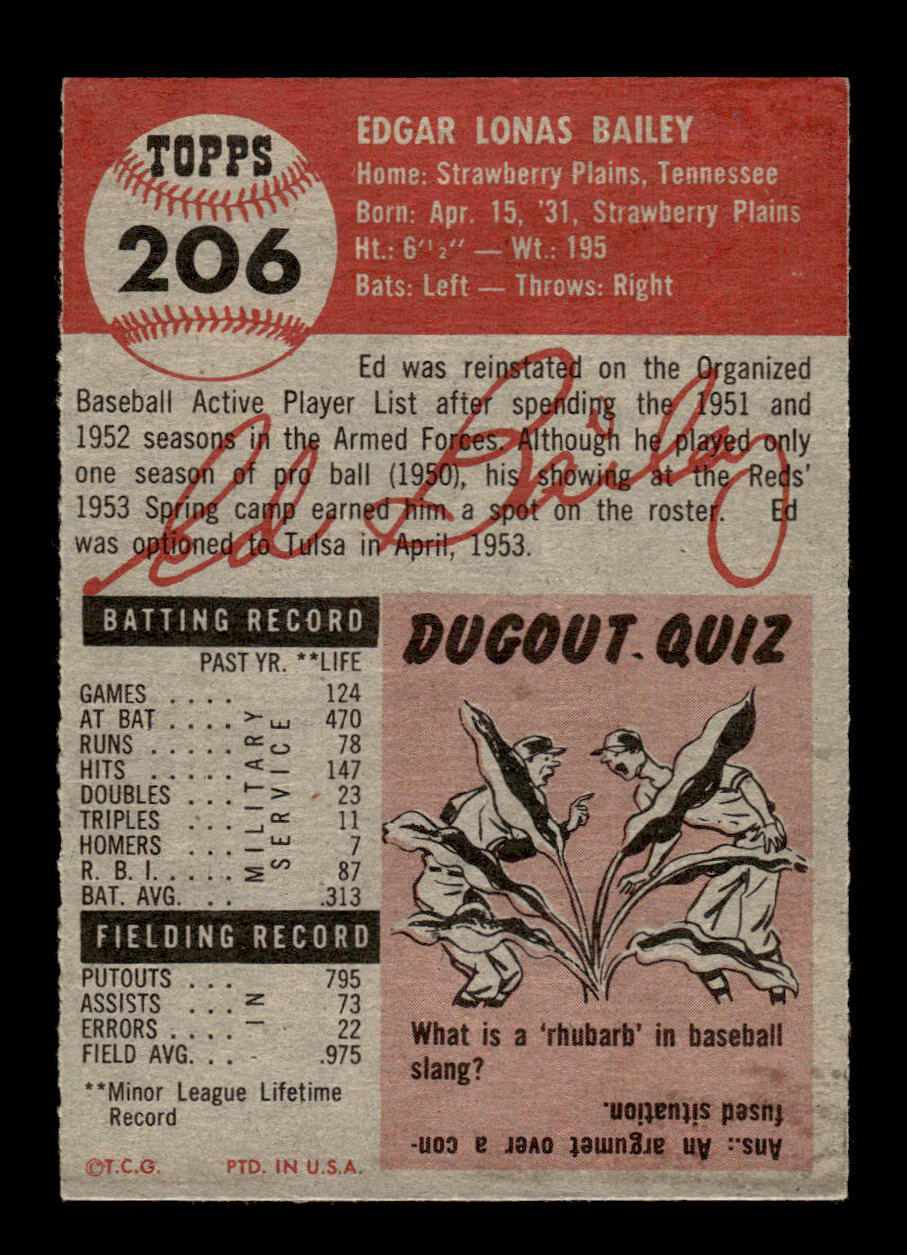 TOPPS
206
EDGAR LONAS BAILEY
Home: Strawberry Plains, Tennessee
Born: Apr. 15, '31, Strawberry Plains
Ht.: 6'½" — Wt.: 195
Bats: Left — Throws: Right
Ed was reinstated on the Organized
Baseball Active Player List after spending the 1951 and
1952 seasons in the Armed Forces. Although he played only
one season of pro ball (1950), his showing at the Reds'
1953 Spring camp earned him a spot on the roster. Ed
was optioned to Tulsa in April, 1953.
Ed Bailey
BATTING RECORD
PAST YR. **LIFE
GAMES .... 124
AT BAT .... 470
RUNS ..... 78
HITS ..... 147
DOUBLES ... 23
TRIPLES ... 11
HOMERS ... 7
R. B. I. .... 87
BAT. AVG. .. .313
IN MILITARY
SERVICE
FIELDING RECORD
PUTOUTS ... 795
ASSISTS ... 73
ERRORS .... 22
FIELD AVG. .. .975
**Minor League Lifetime
Record
©T.C.G. PTD. IN U.S.A.
DUGOUT QUIZ
What is a 'rhubarb' in baseball
slang?
Ans.: An argumet over a con-
fused situation.